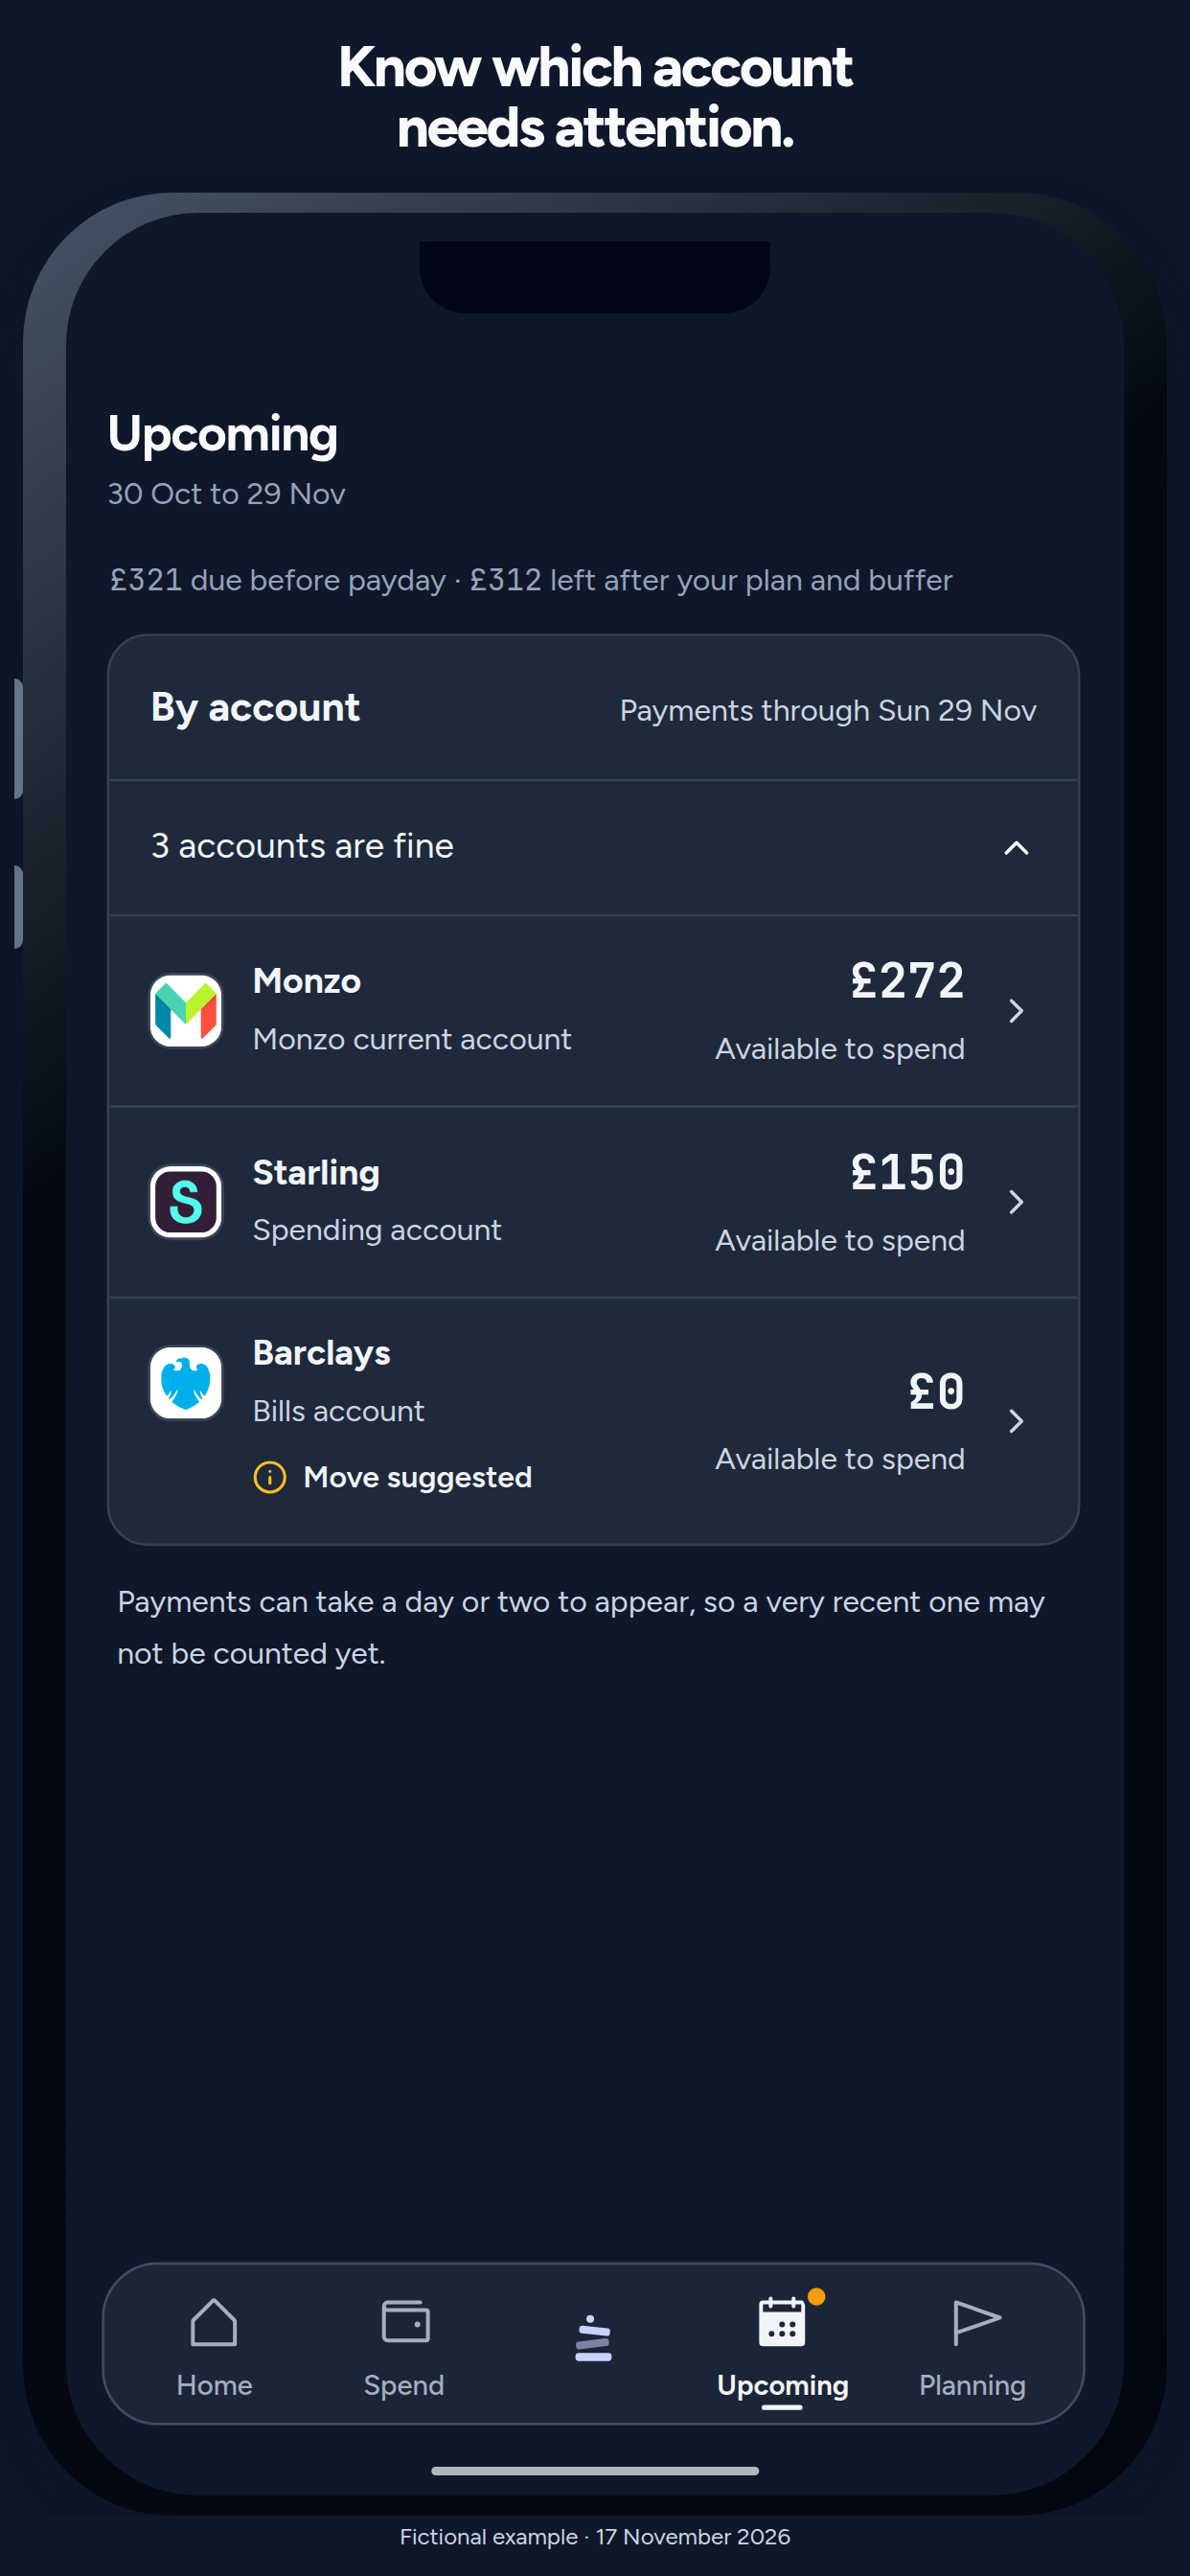 Know which account
needs attention.
Upcoming
30 Oct to 29 Nov
£321 due before payday · £312 left after your plan and buffer
By account
Payments through Sun 29 Nov
3 accounts are fine
Monzo
£272
Monzo current account
Available to spend
S
Starling
£150
Spending account
Available to spend
Barclays
£0
Bills account
Available to spend
Move suggested
Payments can take a day or two to appear, so a very recent one may
not be counted yet.
Home
Spend
Upcoming
Planning
Fictional example · 17 November 2026